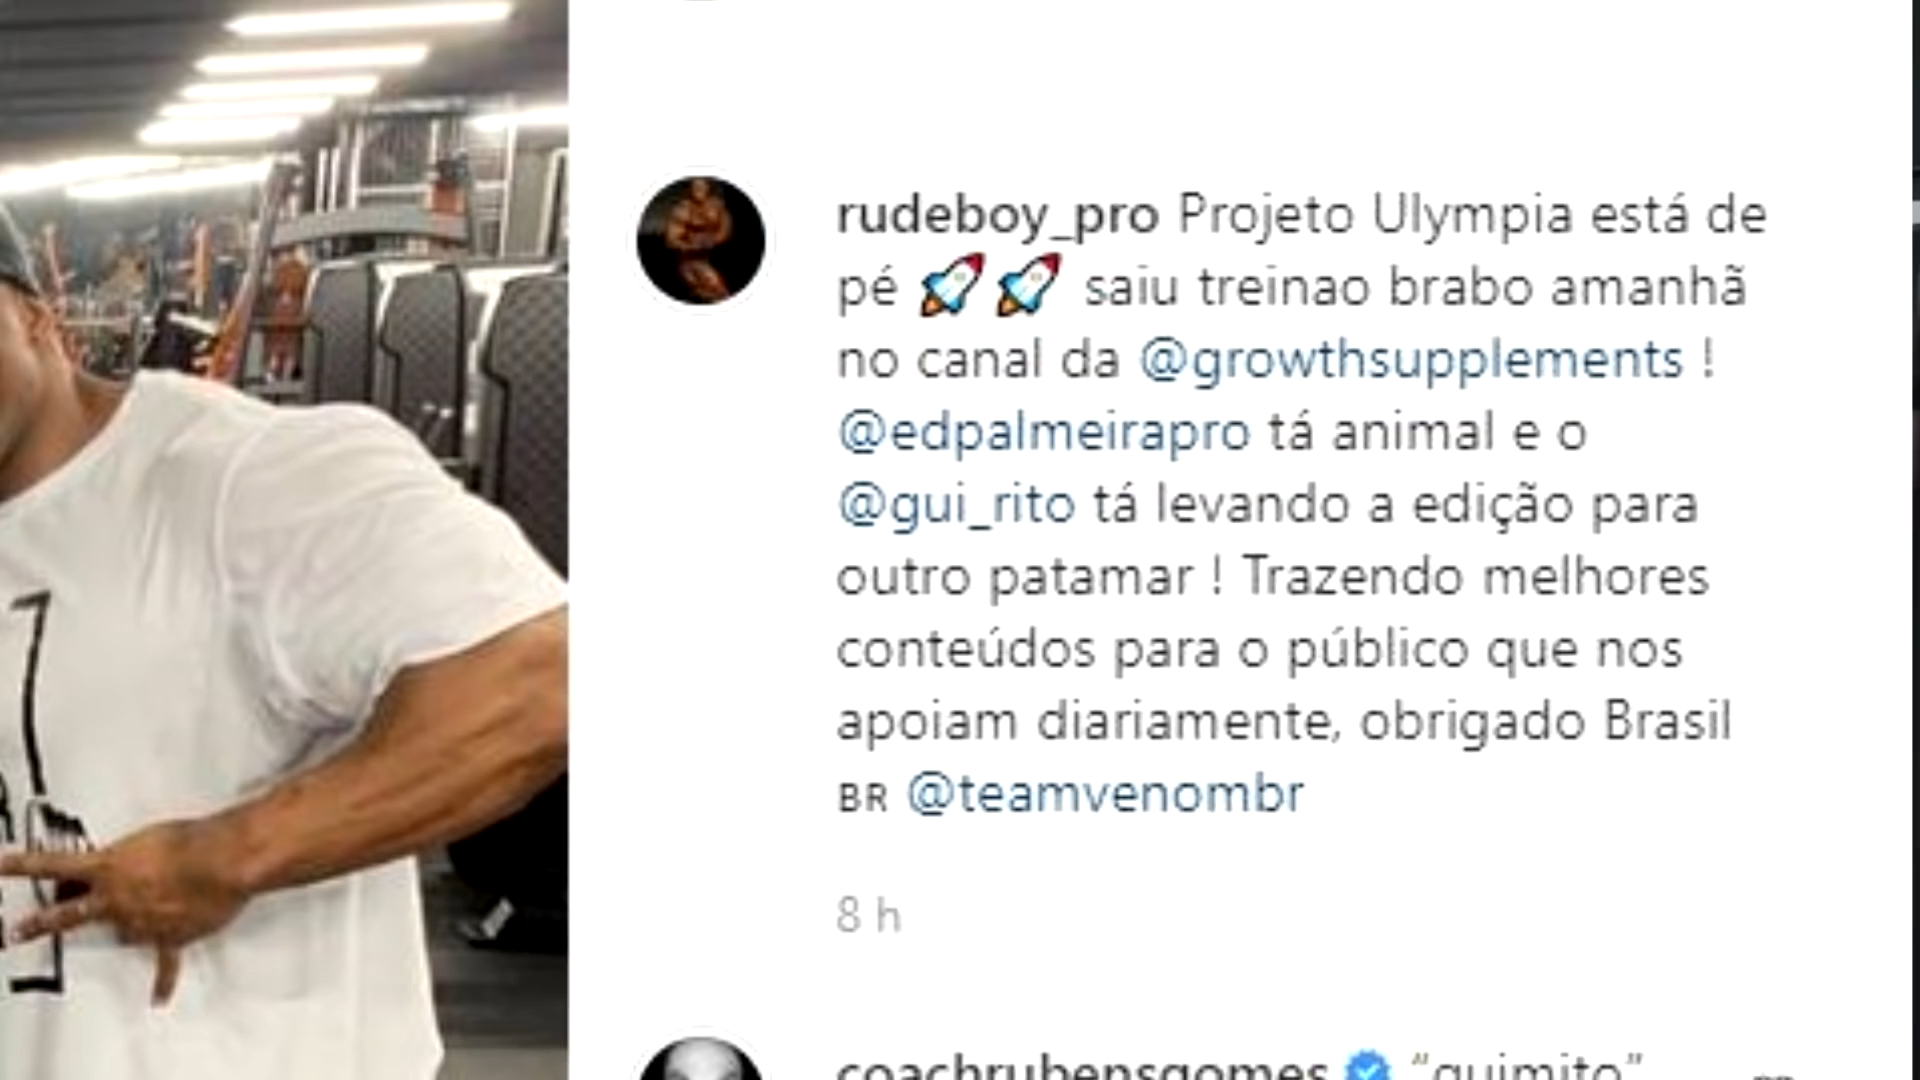 rudeboy_pro Projeto Ulympia está de
pé 🚀🚀 saiu treinao brabo amanhã
no canal da @growthsupplements !
@edpalmeirapro tá animal e o
@gui_rito tá levando a edição para
outro patamar ! Trazendo melhores
conteúdos para o público que nos
apoiam diariamente, obrigado Brasil
BR @teamvenombr
8 h
coachrubensgomes “guimito”